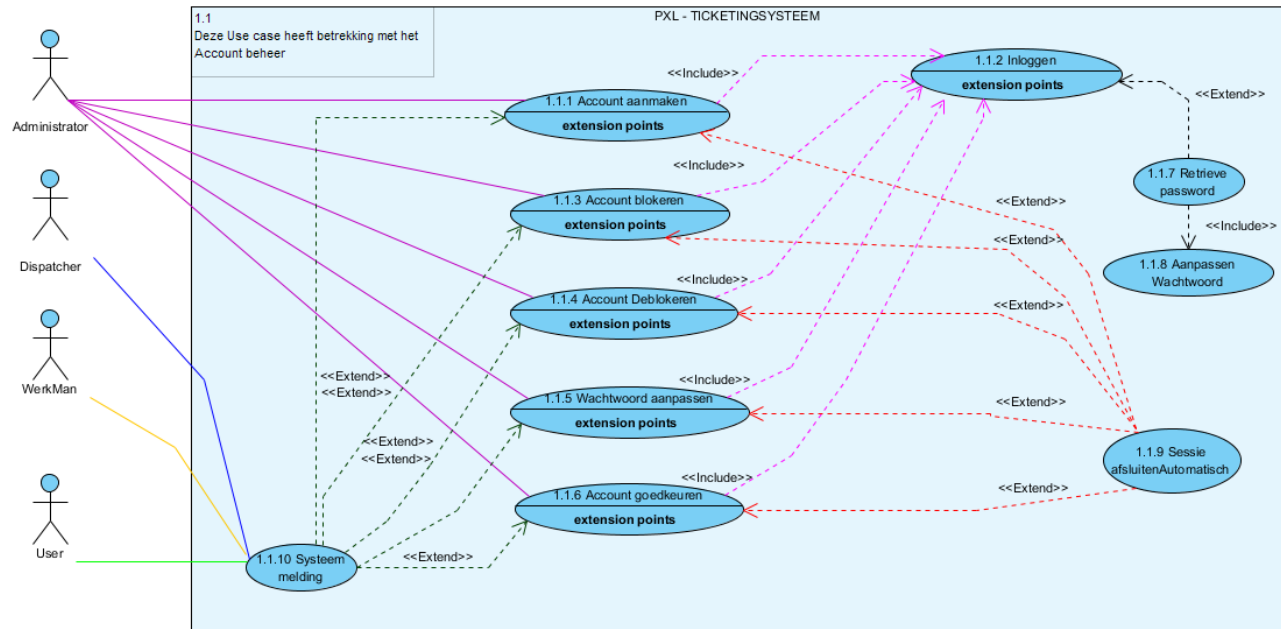 PXL - TICKETINGSYSTEEM
1.1
Deze Use case heeft betrekking met het
Account beheer
Administrator
Dispatcher
WerkMan
User
1.1.1 Account aanmaken
extension points
<<Include>>
1.1.2 Inloggen
extension points
<<Extend>>
1.1.3 Account blokeren
extension points
<<Include>>
1.1.7 Retrieve
password
<<Extend>>
<<Extend>>
<<Include>>
1.1.8 Aanpassen
Wachtwoord
1.1.4 Account Deblokeren
extension points
<<Include>>
<<Extend>>
<<Extend>>
<<Extend>>
1.1.5 Wachtwoord aanpassen
extension points
<<Include>>
<<Extend>>
<<Extend>>
<<Extend>>
1.1.9 Sessie
afsluitenAutomatisch
1.1.6 Account goedkeuren
extension points
<<Include>>
<<Extend>>
<<Extend>>
1.1.10 Systeem
melding